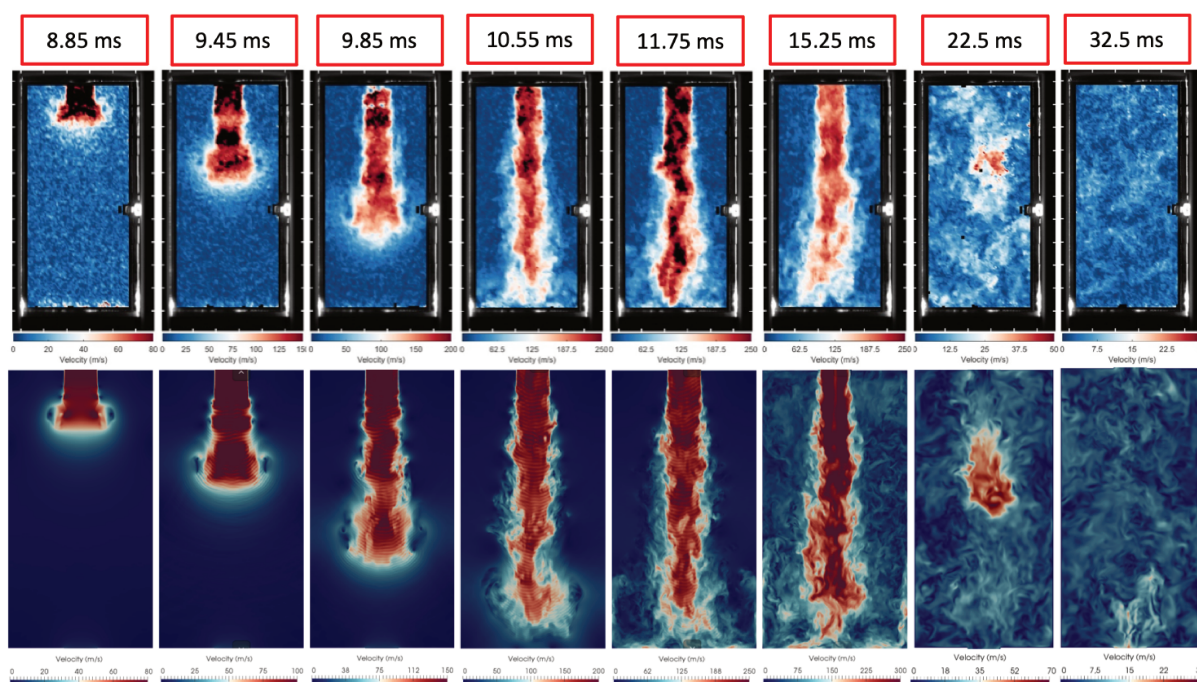 8.85 ms
9.45 ms
9.85 ms
10.55 ms
11.75 ms
15.25 ms
22.5 ms
32.5 ms
0 20 40 60 80
Velocity (m/s)
0 25 50 75 100 125 15
Velocity (m/s)
0 50 100 150 200
Velocity (m/s)
0 62.5 125 187.5 250
Velocity (m/s)
0 62.5 125 187.5 250
Velocity (m/s)
0 62.5 125 187.5 250
Velocity (m/s)
0 12.5 25 37.5 50
Velocity (m/s)
0 7.5 15 22.5
Velocity (m/s)
Velocity (m/s)
0 20 40 60 80
Velocity (m/s)
0 25 50 75 100
Velocity (m/s)
0 38 75 112 150
Velocity (m/s)
0 50 100 150 200
Velocity (m/s)
0 62 125 188 250
Velocity (m/s)
0 75 150 225 300
Velocity (m/s)
0 18 35 52 70
Velocity (m/s)
0 7.5 15 22